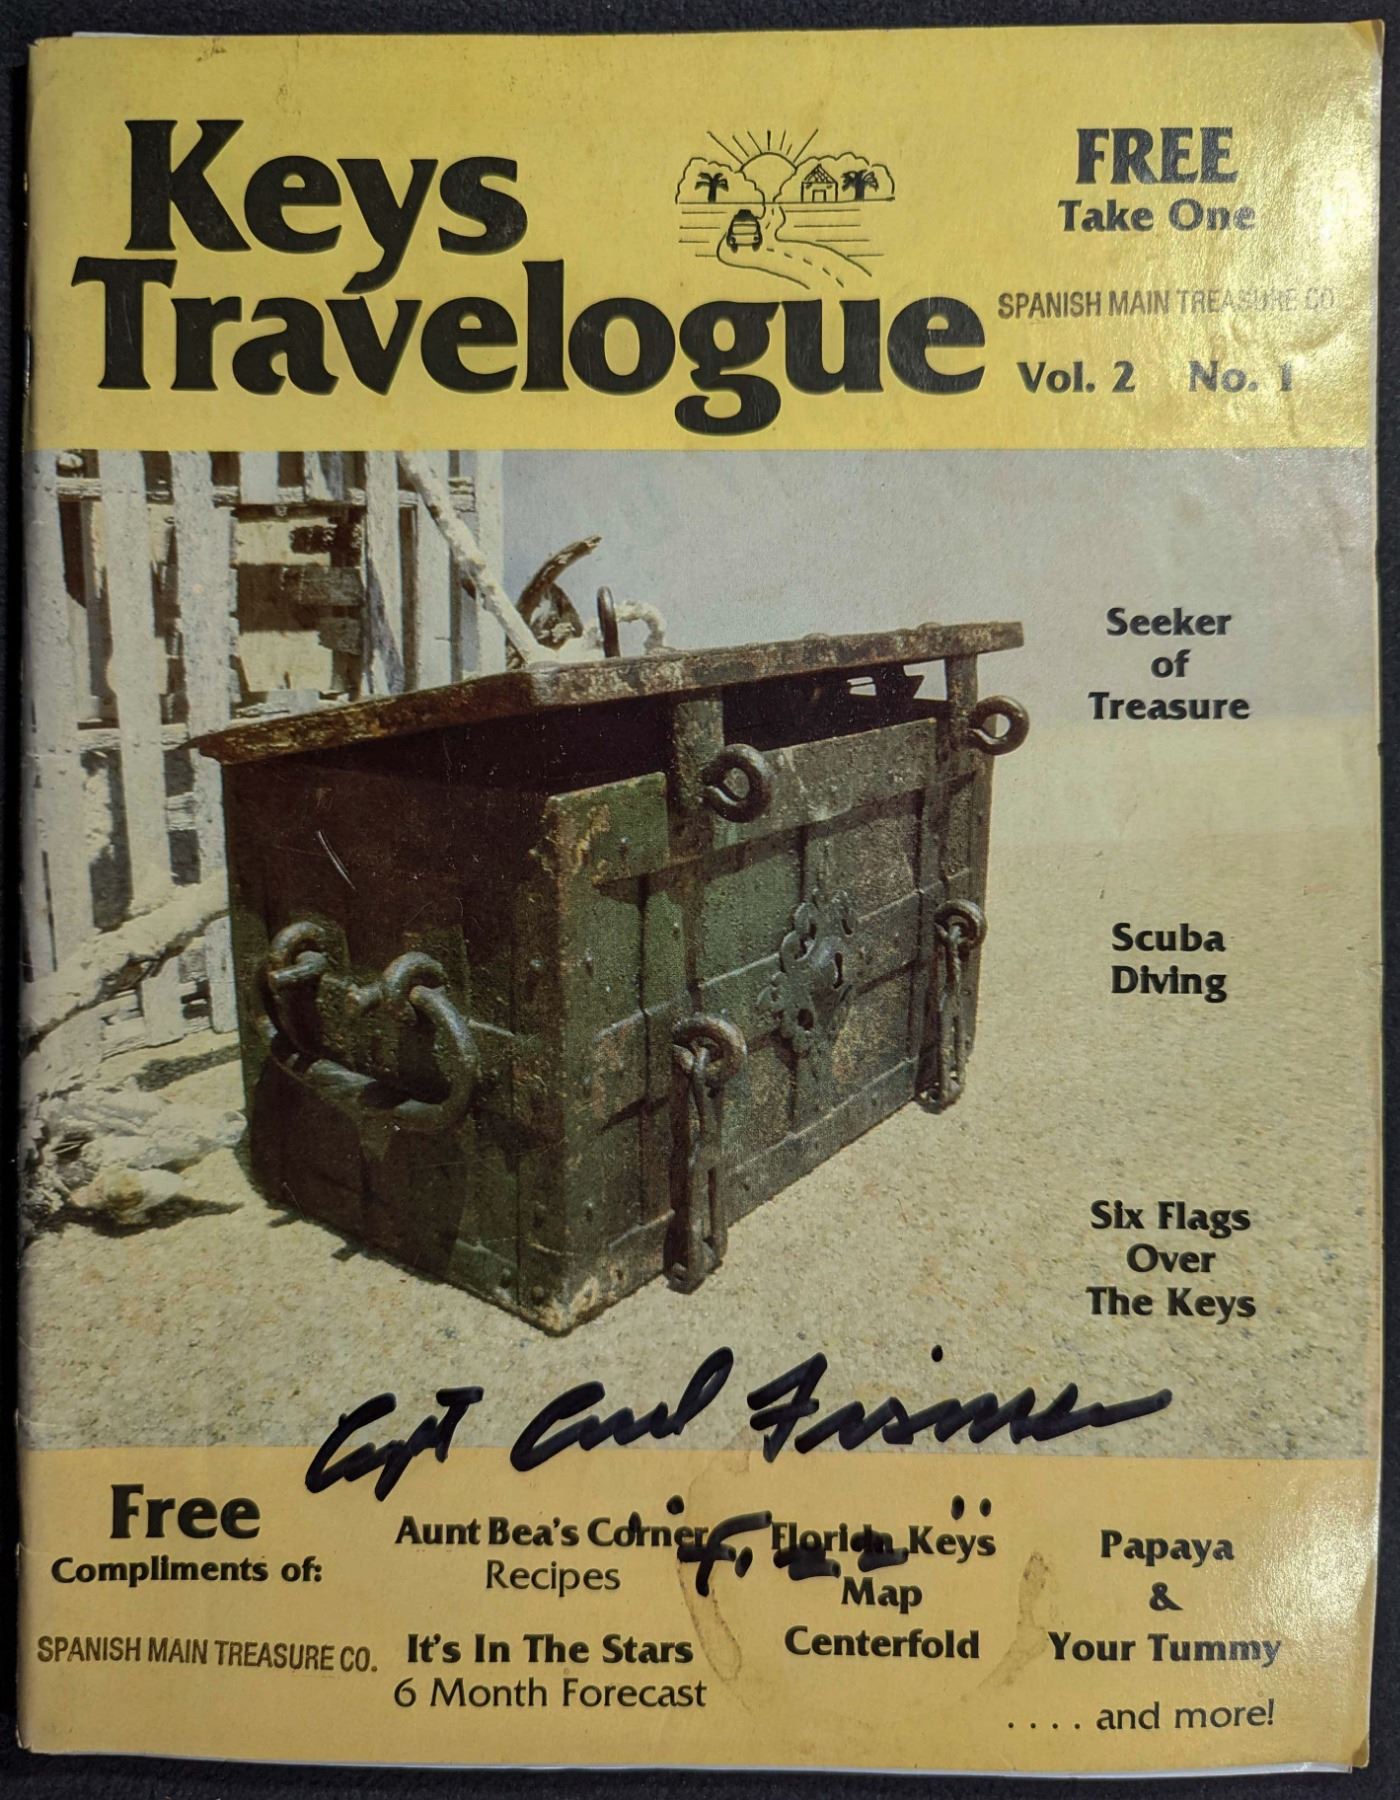 Keys
Travelogue
FREE
Take One
SPANISH MAIN TREASURE CO
Vol. 2 No. 1
Seeker
of
Treasure
Scuba
Diving
Six Flags
Over
The Keys
Capt Carl Fismer
Free
Compliments of:
SPANISH MAIN TREASURE CO.
Aunt Bea's Corner
Recipes
It's In The Stars
6 Month Forecast
Florida Keys
Map
Centerfold
Papaya
&
Your Tummy
. . . . and more!